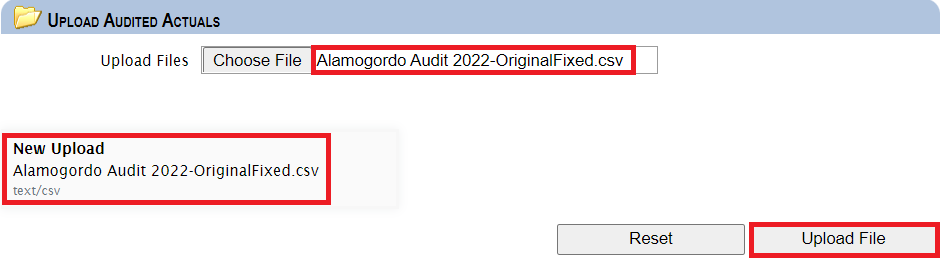 Upload Audited Actuals
Upload Files Choose File Alamogordo Audit 2022-OriginalFixed.csv
New Upload
Alamogordo Audit 2022-OriginalFixed.csv
text/csv
Reset Upload File